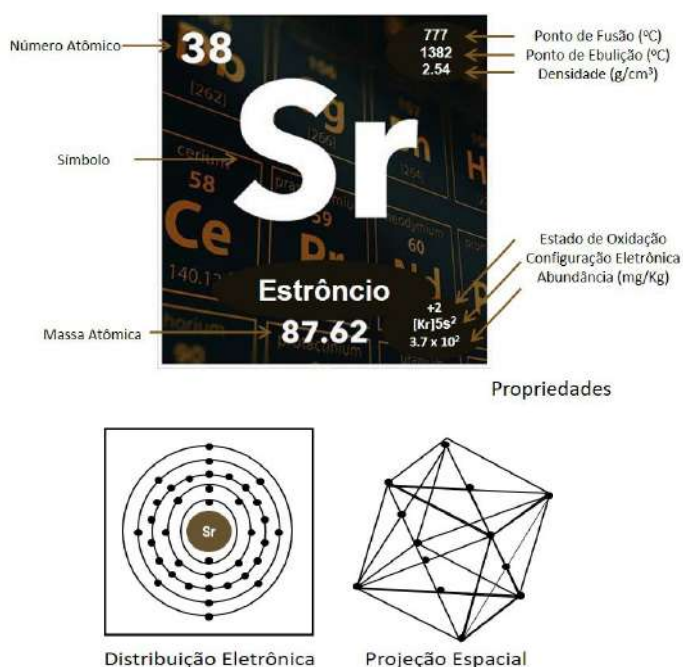 Número Atômico
38
777
1382
2.54
Ponto de Fusão (ºC)
Ponto de Ebulição (ºC)
Densidade (g/cm³)
[262]
Símbolo
Sr
cerium
58
Ce
59
60
Estado de Oxidação
Configuração Eletrônica
Abundância (mg/Kg)
Estrôncio
+2
[Kr]5s²
3.7 x 10²
Massa Atômica
87.62
Propriedades
Sr
Distribuição Eletrônica
Projeção Espacial